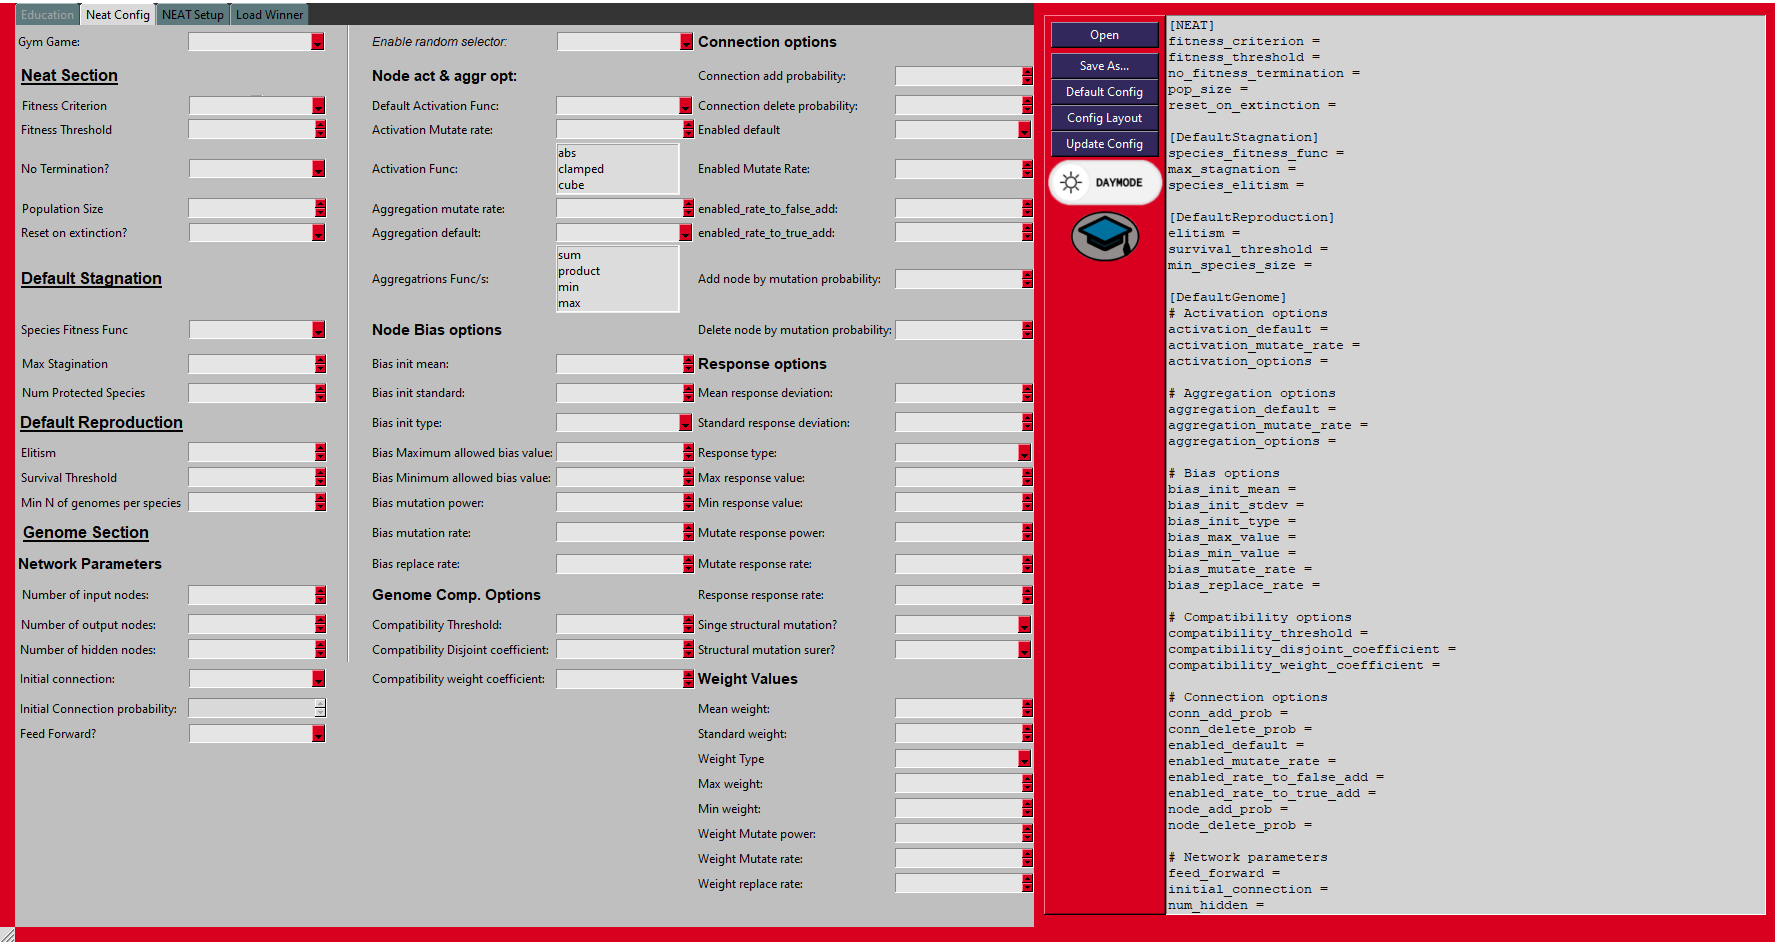 Education Neat Config NEAT Setup Load Winner
Gym Game:
Neat Section
Fitness Criterion
Fitness Threshold
No Termination?
Population Size
Reset on extinction?
Default Stagnation
Species Fitness Func
Max Stagination
Num Protected Species
Default Reproduction
Elitism
Survival Threshold
Min N of genomes per species
Genome Section
Network Parameters
Number of input nodes:
Number of output nodes:
Number of hidden nodes:
Initial connection:
Initial Connection probability:
Feed Forward?
Enable random selector:
Node act & aggr opt:
Default Activation Func:
Activation Mutate rate:
Activation Func:
abs
clamped
cube
Aggregation mutate rate:
Aggregation default:
Aggregatrions Func/s:
sum
product
min
max
Node Bias options
Bias init mean:
Bias init standard:
Bias init type:
Bias Maximum allowed bias value:
Bias Minimum allowed bias value:
Bias mutation power:
Bias mutation rate:
Bias replace rate:
Genome Comp. Options
Compatibility Threshold:
Compatibility Disjoint coefficient:
Compatibility weight coefficient:
Connection options
Connection add probability:
Connection delete probability:
Enabled default
Enabled Mutate Rate:
enabled_rate_to_false_add:
enabled_rate_to_true_add:
Add node by mutation probability:
Delete node by mutation probability:
Response options
Mean response deviation:
Standard response deviation:
Response type:
Max response value:
Min response value:
Mutate response power:
Mutate response rate:
Response response rate:
Singe structural mutation?
Structural mutation surer?
Weight Values
Mean weight:
Standard weight:
Weight Type
Max weight:
Min weight:
Weight Mutate power:
Weight Mutate rate:
Weight replace rate:
Open
Save As...
Default Config
Config Layout
Update Config
DAYMODE
[NEAT]
fitness_criterion =
fitness_threshold =
no_fitness_termination =
pop_size =
reset_on_extinction =
[DefaultStagnation]
species_fitness_func =
max_stagnation =
species_elitism =
[DefaultReproduction]
elitism =
survival_threshold =
min_species_size =
[DefaultGenome]
# Activation options
activation_default =
activation_mutate_rate =
activation_options =
# Aggregation options
aggregation_default =
aggregation_mutate_rate =
aggregation_options =
# Bias options
bias_init_mean =
bias_init_stdev =
bias_init_type =
bias_max_value =
bias_min_value =
bias_mutate_rate =
bias_replace_rate =
# Compatibility options
compatibility_threshold =
compatibility_disjoint_coefficient =
compatibility_weight_coefficient =
# Connection options
conn_add_prob =
conn_delete_prob =
enabled_default =
enabled_mutate_rate =
enabled_rate_to_false_add =
enabled_rate_to_true_add =
node_add_prob =
node_delete_prob =
# Network parameters
feed_forward =
initial_connection =
num_hidden =